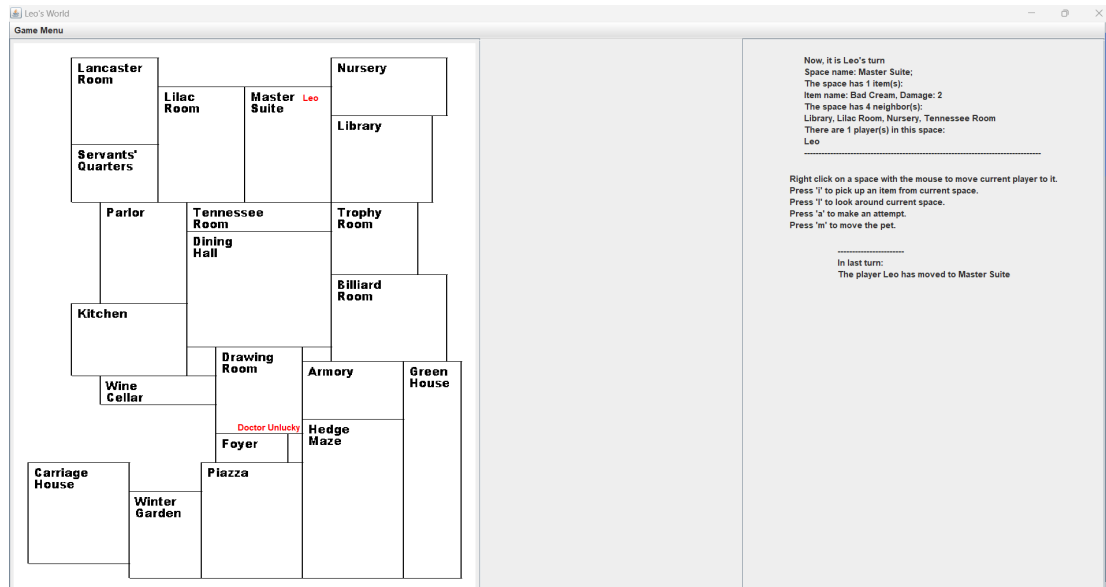 Leo's World
Game Menu
Lancaster
Room
Lilac
Room
Master
Suite
Leo
Nursery
Library
Servants'
Quarters
Parlor
Tennessee
Room
Trophy
Room
Dining
Hall
Billiard
Room
Kitchen
Drawing
Room
Armory
Green
House
Wine
Cellar
Doctor Unlucky
Hedge
Maze
Foyer
Carriage
House
Piazza
Winter
Garden
Now, it is Leo's turn
Space name: Master Suite;
The space has 1 item(s):
Item name: Bad Cream, Damage: 2
The space has 4 neighbor(s):
Library, Lilac Room, Nursery, Tennessee Room
There are 1 player(s) in this space:
Leo
Right click on a space with the mouse to move current player to it.
Press 'i' to pick up an item from current space.
Press 'l' to look around current space.
Press 'a' to make an attempt.
Press 'm' to move the pet.
In last turn:
The player Leo has moved to Master Suite